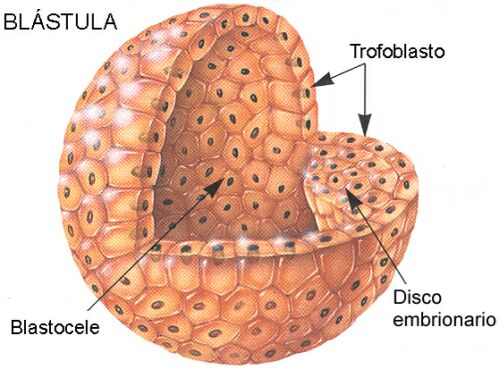 BLÁSTULA
Trofoblasto
Disco
embrionario
Blastocele